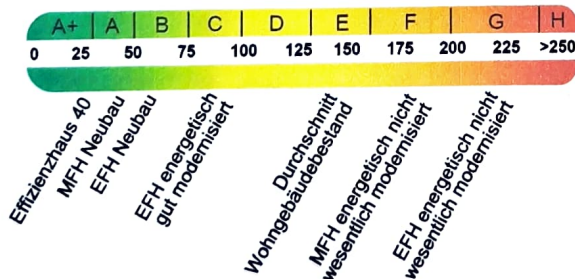 A+ A B C D E F G H
0 25 50 75 100 125 150 175 200 225 >250
Effizienzhaus 40
MFH Neubau
EFH Neubau
EFH energetisch
gut modernisiert
Durchschnitt
Wohngebäudebestand
MFH energetisch nicht
wesentlich modernisiert
EFH energetisch nicht
wesentlich modernisiert